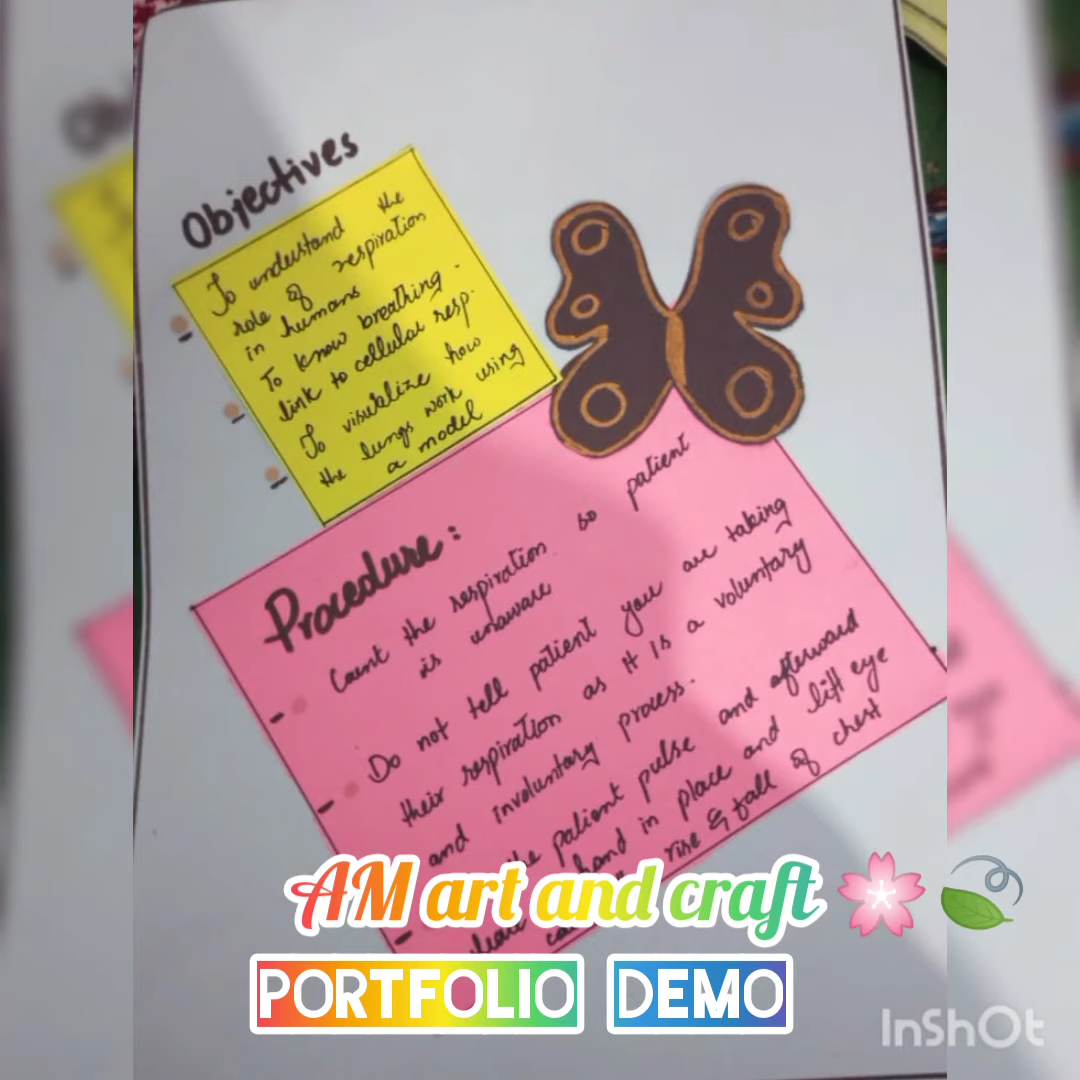 Objectives
To understand the
role of respiration
in humans
To know breathing
link to cellular resp.
To visualize how
the lungs work using
a model
Procedure:
Count the respiration so patient
is unaware
Do not tell patient you are taking
their respiration as it is a voluntary
and involuntary process.
the patient pulse and afterward
hand in place and lift eye
rise & fall of chest
AM art and craft
PORTFOLIO DEMO
InShOt